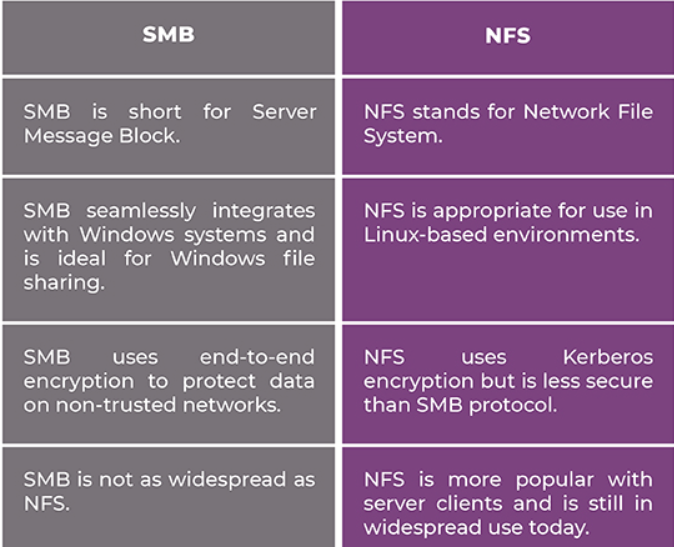 SMB
NFS
SMB is short for Server
Message Block.
NFS stands for Network File
System.
SMB seamlessly integrates
with Windows systems and
is ideal for Windows file
sharing.
NFS is appropriate for use in
Linux-based environments.
SMB uses end-to-end
encryption to protect data
on non-trusted networks.
NFS uses Kerberos
encryption but is less secure
than SMB protocol.
SMB is not as widespread as
NFS.
NFS is more popular with
server clients and is still in
widespread use today.